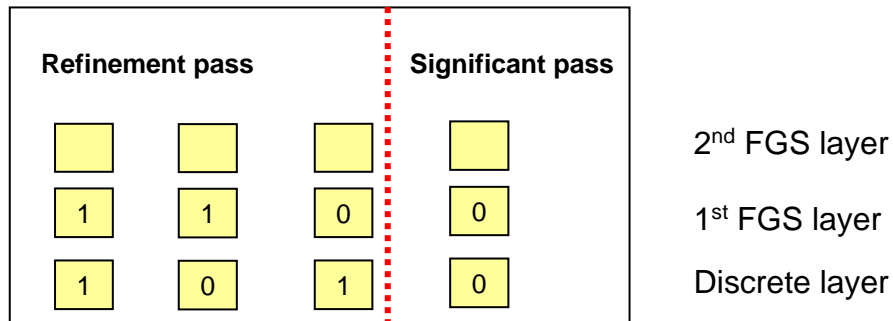 Refinement pass Significant pass
2nd FGS layer
1 1 0 0 1st FGS layer
1 0 1 0 Discrete layer